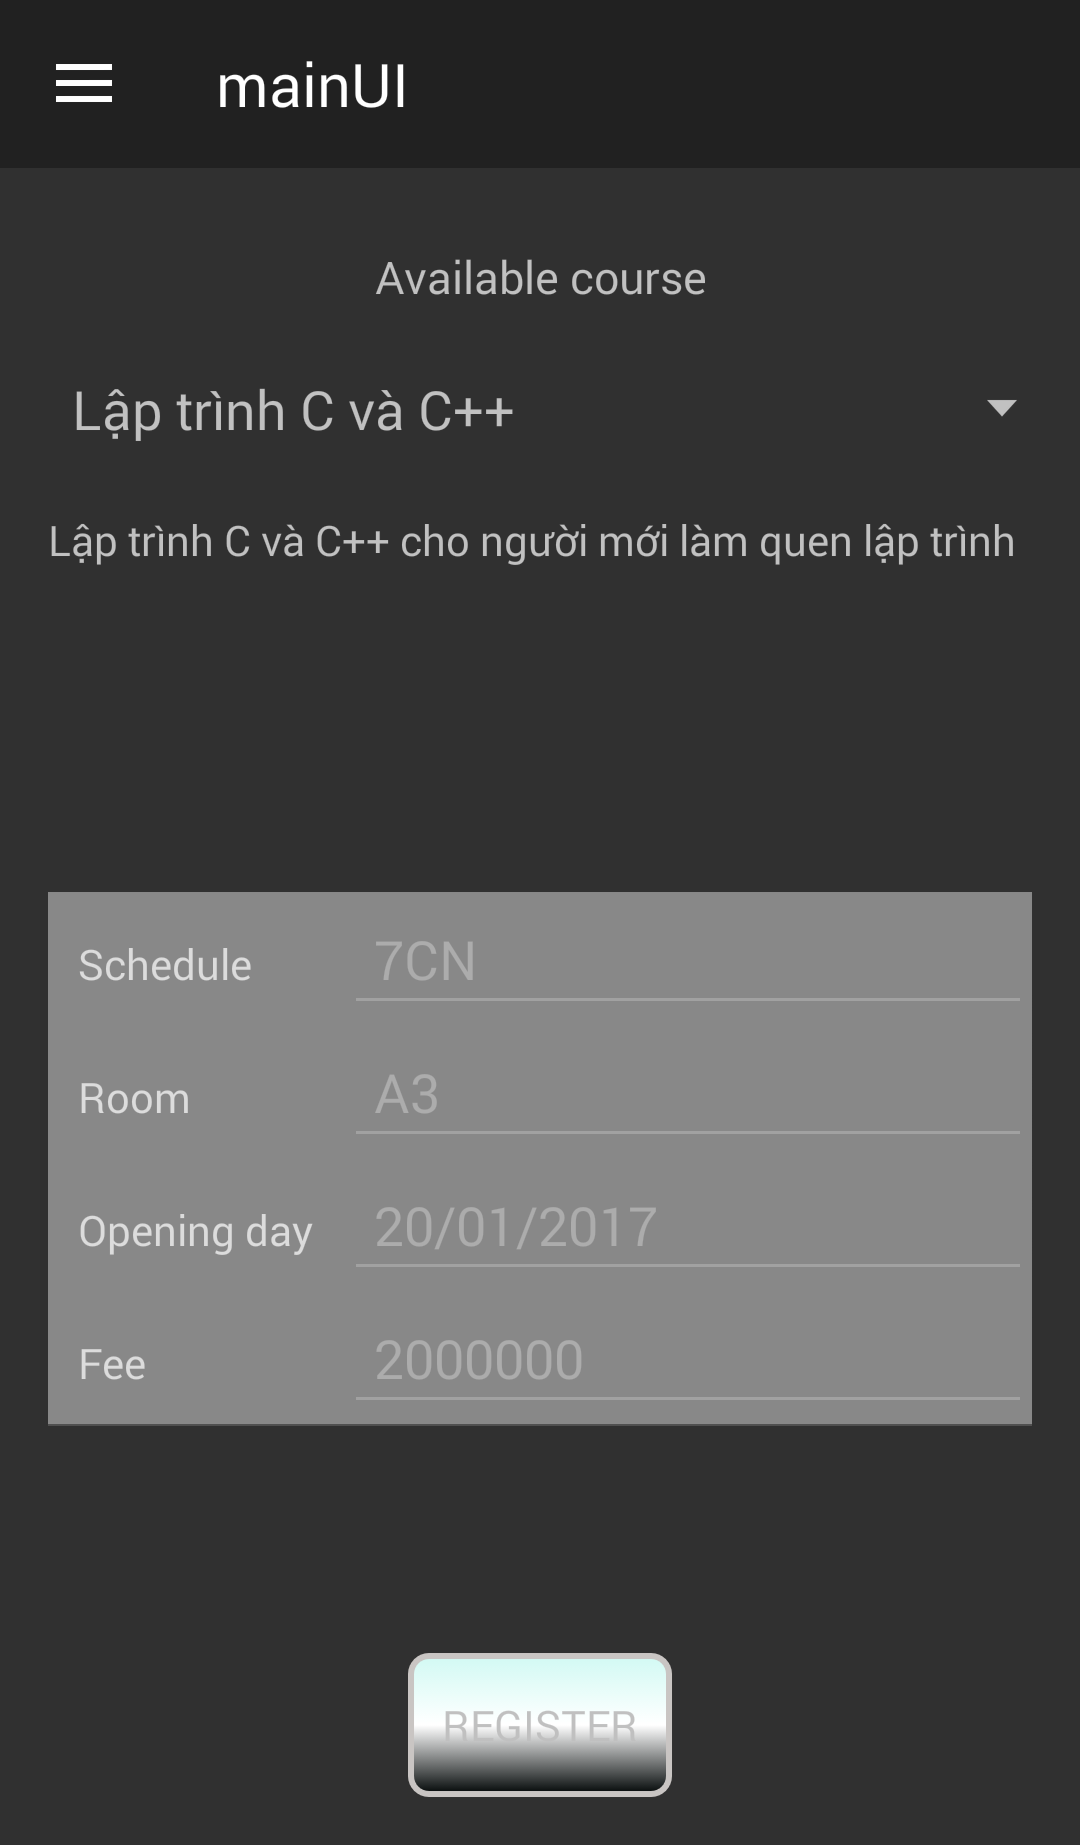 mainUI
Available course
Lập trình C và C++
Lập trình C và C++ cho người mới làm quen lập trình
Schedule 7CN
Room A3
Opening day 20/01/2017
Fee 2000000
REGISTER